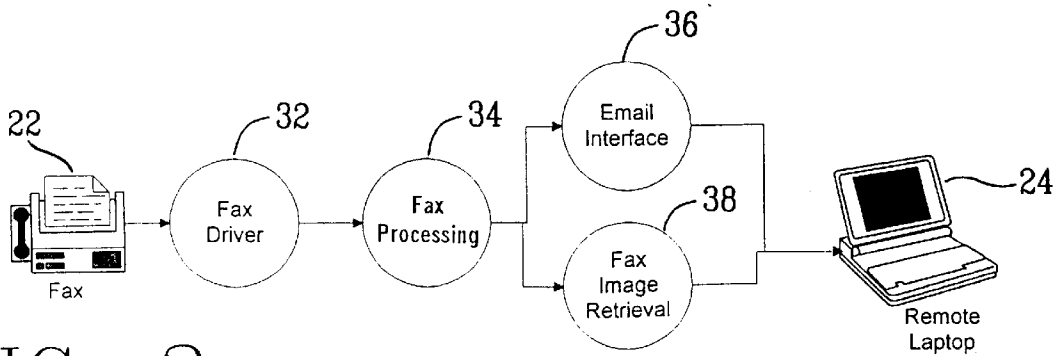 36
22
32
34
Email
Interface
24
Fax
Driver
Fax
Processing
38
Fax
Image
Retrieval
Fax
Remote
Laptop